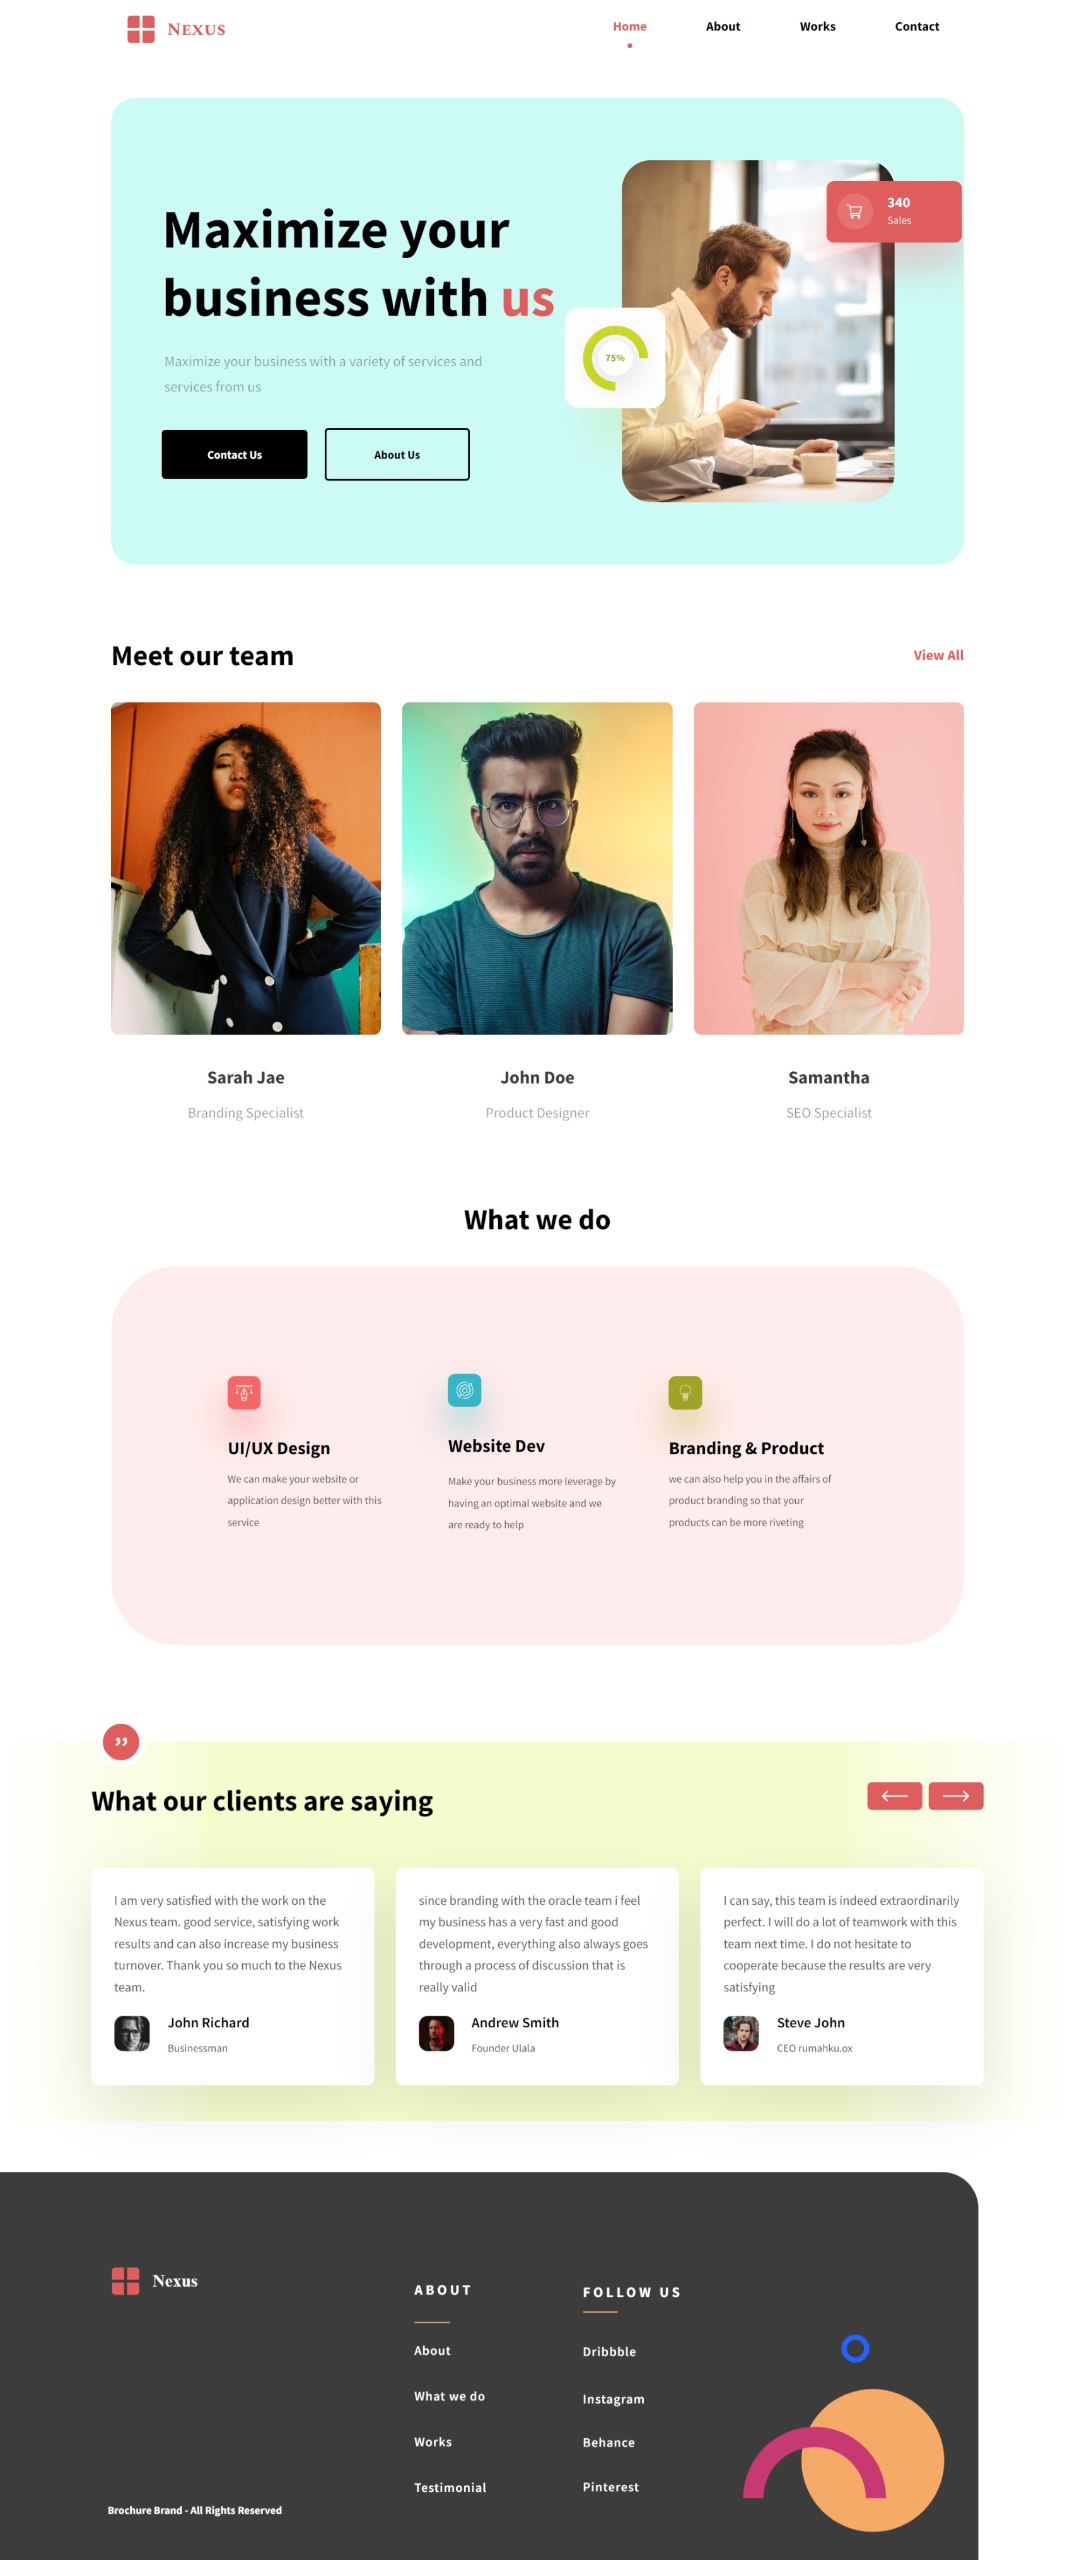 Nexus
Home
About
Works
Contact
340
Sales
Maximize your
business with us
75%
Maximize your business with a variety of services and
services from us
Contact Us
About Us
Meet our team
View All
Sarah Jae
John Doe
Samantha
Branding Specialist
Product Designer
SEO Specialist
What we do
UI/UX Design
We can make your website or
application design better with this
service
Website Dev
Make your business more leverage by
having an optimal website and we
are ready to help
Branding & Product
we can also help you in the affairs of
product branding so that your
products can be more riveting
”
What our clients are saying
I am very satisfied with the work on the
Nexus team. good service, satisfying work
results and can also increase my business
turnover. Thank you so much to the Nexus
team.
John Richard
Businessman
since branding with the oracle team i feel
my business has a very fast and good
development, everything also always goes
through a process of discussion that is
really valid
Andrew Smith
Founder Ulala
I can say, this team is indeed extraordinarily
perfect. I will do a lot of teamwork with this
team next time. I do not hesitate to
cooperate because the results are very
satisfying
Steve John
CEO rumahku.ox
Nexus
ABOUT
About
What we do
Works
Testimonial
FOLLOW US
Dribbble
Instagram
Behance
Pinterest
Brochure Brand - All Rights Reserved